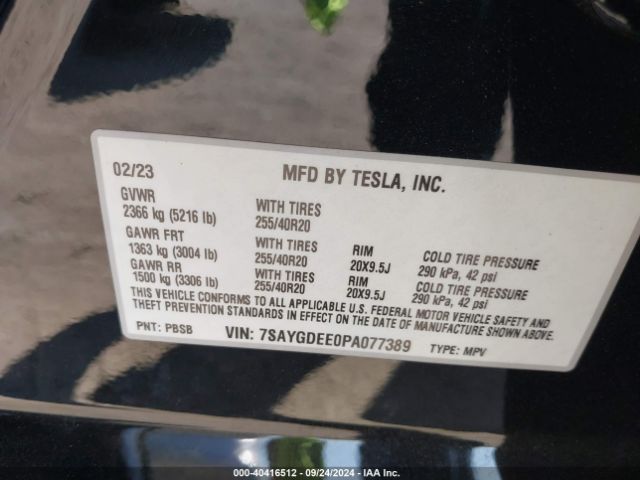 02/23 MFD BY TESLA, INC.
GVWR
2366 kg (5216 lb) WITH TIRES 255/40R20
GAWR FRT
1363 kg (3004 lb) WITH TIRES 255/40R20 RIM 20X9.5J COLD TIRE PRESSURE 290 kPa, 42 psi
GAWR RR
1500 kg (3306 lb) WITH TIRES 255/40R20 RIM 20X9.5J COLD TIRE PRESSURE 290 kPa, 42 psi
THIS VEHICLE CONFORMS TO ALL APPLICABLE U.S. FEDERAL MOTOR VEHICLE SAFETY AND
THEFT PREVENTION STANDARDS IN EFFECT ON THE DATE OF MANUFACTURE SHOWN ABOVE.
PNT: PBSB VIN: 7SAYGDEE0PA077389 TYPE: MPV
000-40416512 - 09/24/2024 - IAA Inc.